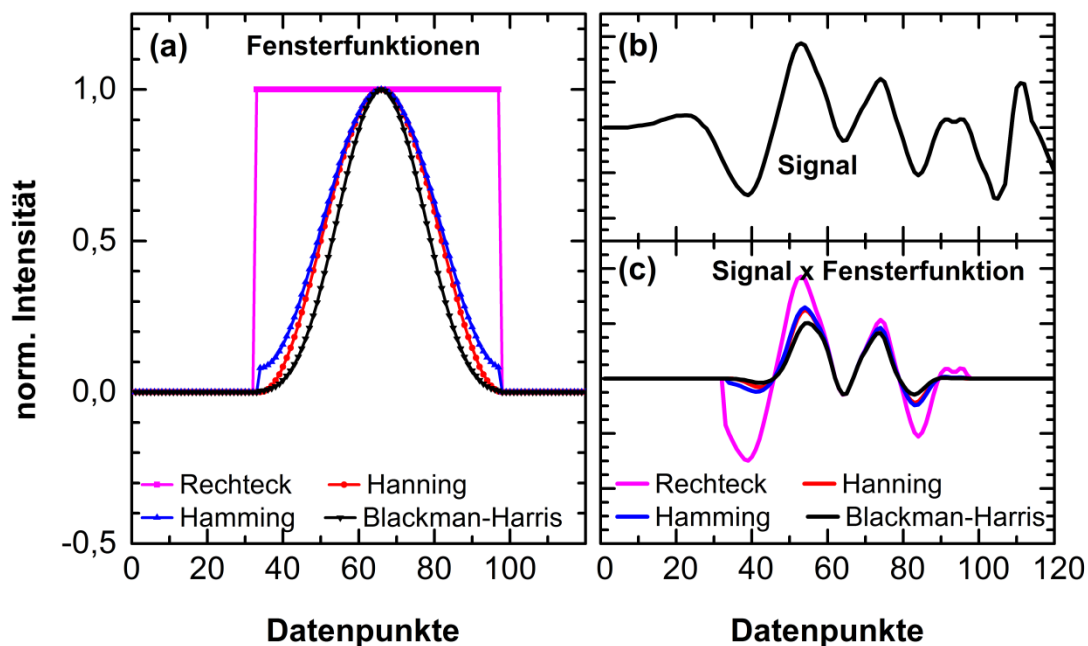 (a)
Fensterfunktionen
1,0
0,5
0,0
-0,5
norm. Intensität
Rechteck
Hanning
Hamming
Blackman-Harris
0 20 40 60 80 100
Datenpunkte
(b)
Signal
(c)
Signal x Fensterfunktion
Rechteck
Hanning
Hamming
Blackman-Harris
0 20 40 60 80 100 120
Datenpunkte